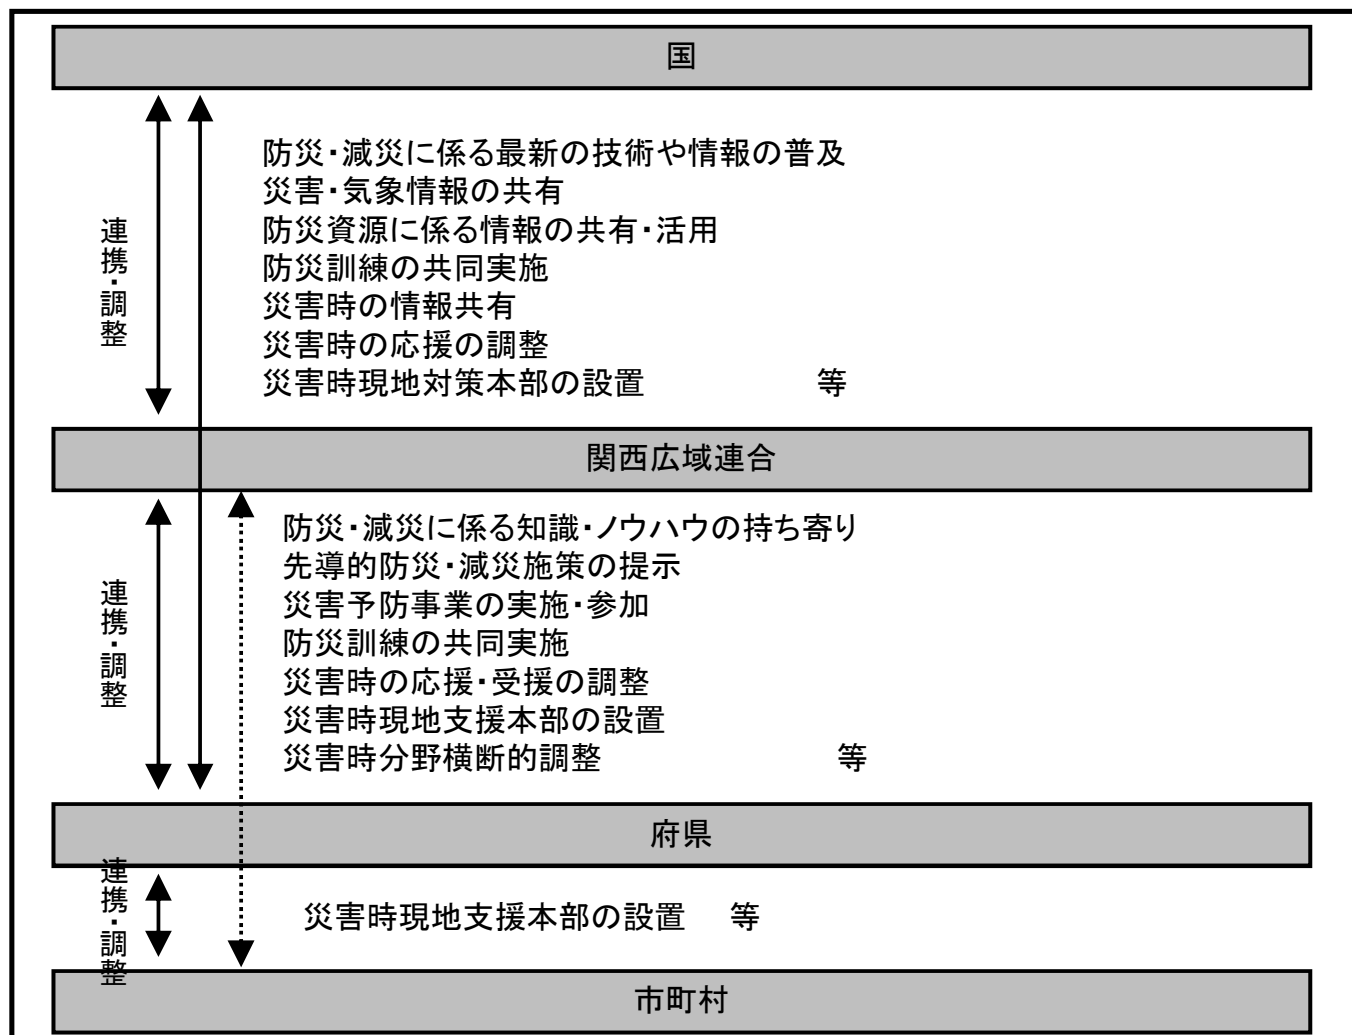 国
連携・調整
防災・減災に係る最新の技術や情報の普及
災害・気象情報の共有
防災資源に係る情報の共有・活用
防災訓練の共同実施
災害時の情報共有
災害時の応援の調整
災害時現地対策本部の設置 等
関西広域連合
連携・調整
防災・減災に係る知識・ノウハウの持ち寄り
先導的防災・減災施策の提示
災害予防事業の実施・参加
防災訓練の共同実施
災害時の応援・受援の調整
災害時現地支援本部の設置
災害時分野横断的調整 等
府県
連携・調整
災害時現地支援本部の設置 等
市町村